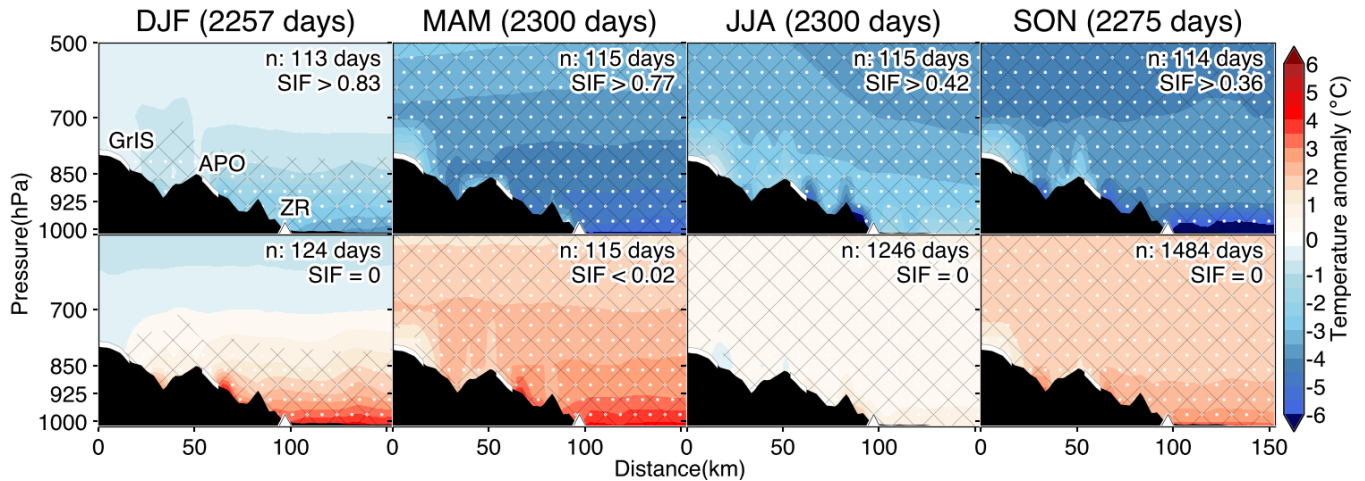 DJF (2257 days) MAM (2300 days) JJA (2300 days) SON (2275 days)
500
700
850
925
1000
n: 113 days
SIF > 0.83
GrIS
APO
ZR
n: 115 days
SIF > 0.77
n: 115 days
SIF > 0.42
n: 114 days
SIF > 0.36
Pressure(hPa)
700
850
925
1000
n: 124 days
SIF = 0
n: 115 days
SIF < 0.02
n: 1246 days
SIF = 0
n: 1484 days
SIF = 0
0 50 100 0 50 100 0 50 100 0 50 100 150
Distance(km)
6
5
4
3
2
1
0
-1
-2
-3
-4
-5
-6
Temperature anomaly (°C)